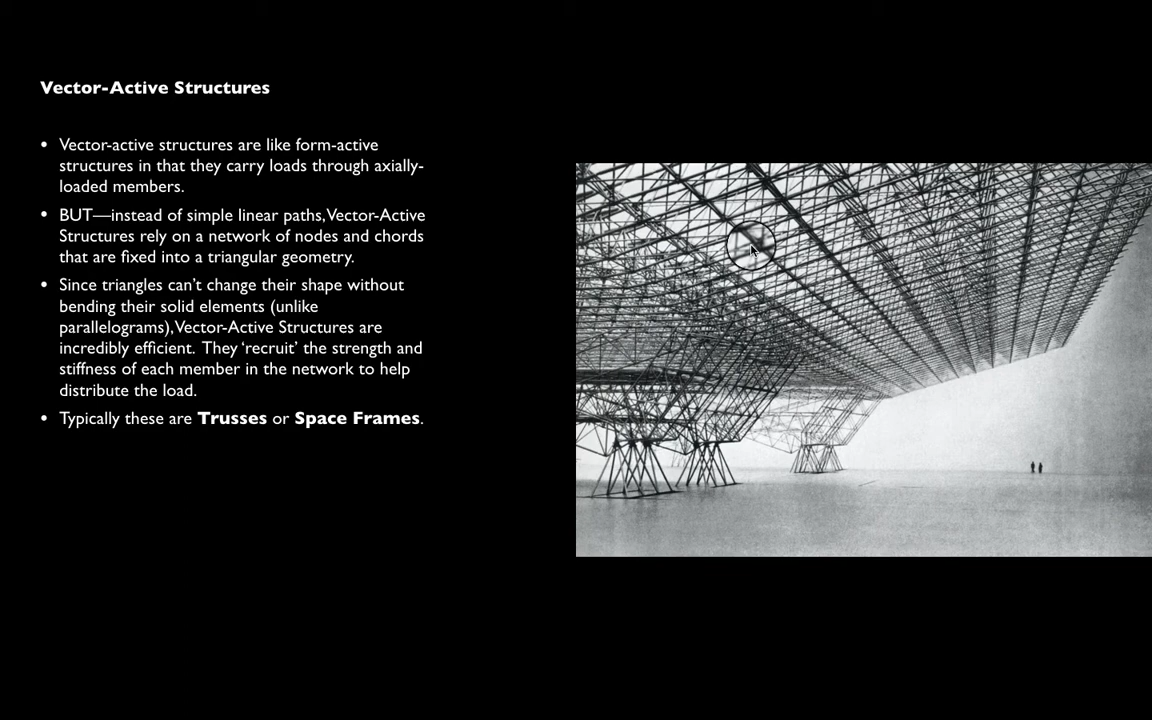 Vector-Active Structures
• Vector-active structures are like form-active
structures in that they carry loads through axially-
loaded members.
• BUT—instead of simple linear paths,Vector-Active
Structures rely on a network of nodes and chords
that are fixed into a triangular geometry.
• Since triangles can’t change their shape without
bending their solid elements (unlike
parallelograms),Vector-Active Structures are
incredibly efficient. They ‘recruit’ the strength and
stiffness of each member in the network to help
distribute the load.
• Typically these are Trusses or Space Frames.